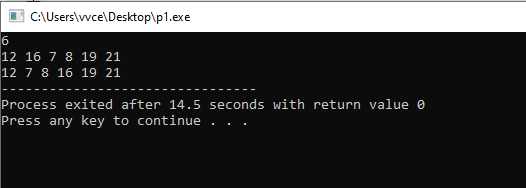 C:\Users\vvce\Desktop\p1.exe
6
12 16 7 8 19 21
12 7 8 16 19 21
--------------------------------
Process exited after 14.5 seconds with return value 0
Press any key to continue . . .